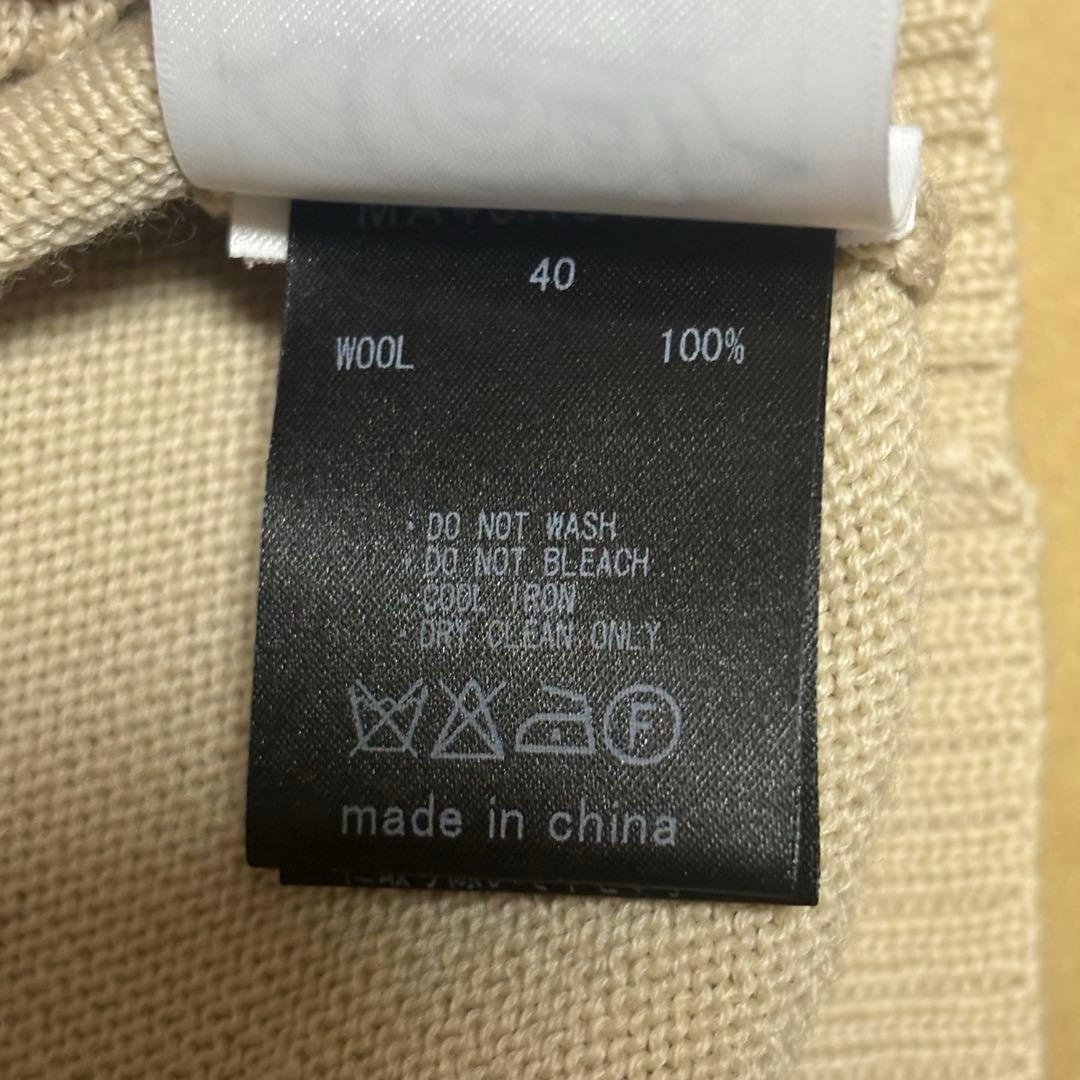 40
WOOL 100%
· DO NOT WASH
· DO NOT BLEACH
· COOL IRON
· DRY CLEAN ONLY
F
made in china